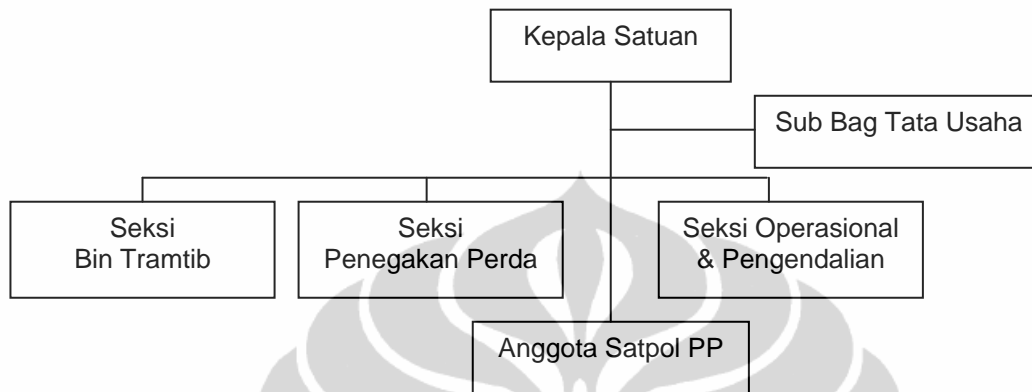 Kepala Satuan
Sub Bag Tata Usaha
Seksi
Bin Tramtib
Seksi
Penegakan Perda
Seksi Operasional
& Pengendalian
Anggota Satpol PP